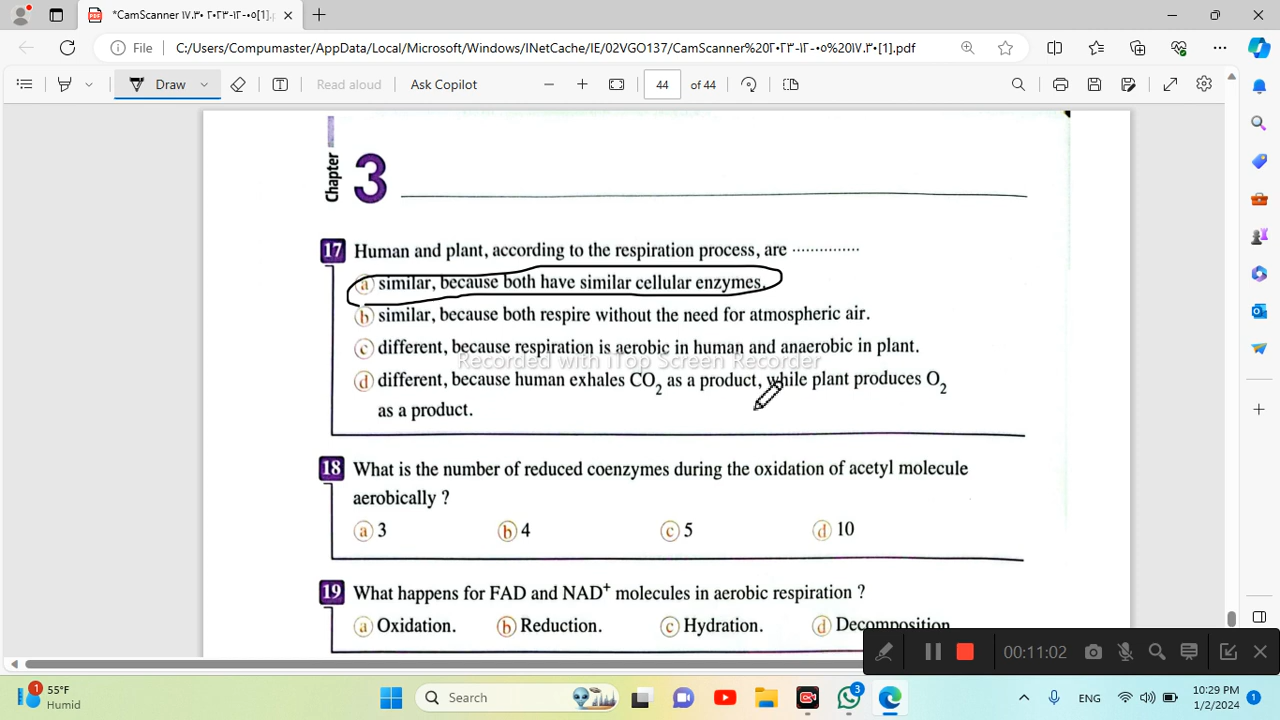 *CamScanner ١٧.٣٠ ٢٠٢٣-١٢-٠٥[1].p
File C:/Users/Compumaster/AppData/Local/Microsoft/Windows/INetCache/IE/02VGO137/CamScanner%20١٧.٣٠%20٢٠٢٣-١٢-٠٥[1].pdf
Draw Read aloud Ask Copilot 44 of 44
Chapter 3
17 Human and plant, according to the respiration process, are ...............
a similar, because both have similar cellular enzymes.
b similar, because both respire without the need for atmospheric air.
c different, because respiration is aerobic in human and anaerobic in plant.
Recorded with iTop Screen Recorder
d different, because human exhales CO2 as a product, while plant produces O2
as a product.
18 What is the number of reduced coenzymes during the oxidation of acetyl molecule
aerobically ?
a 3 b 4 c 5 d 10
19 What happens for FAD and NAD+ molecules in aerobic respiration ?
a Oxidation. b Reduction. c Hydration. d Decomposition.
00:11:02
1 55°F
Humid
Search
3
ENG
10:29 PM
1/2/2024